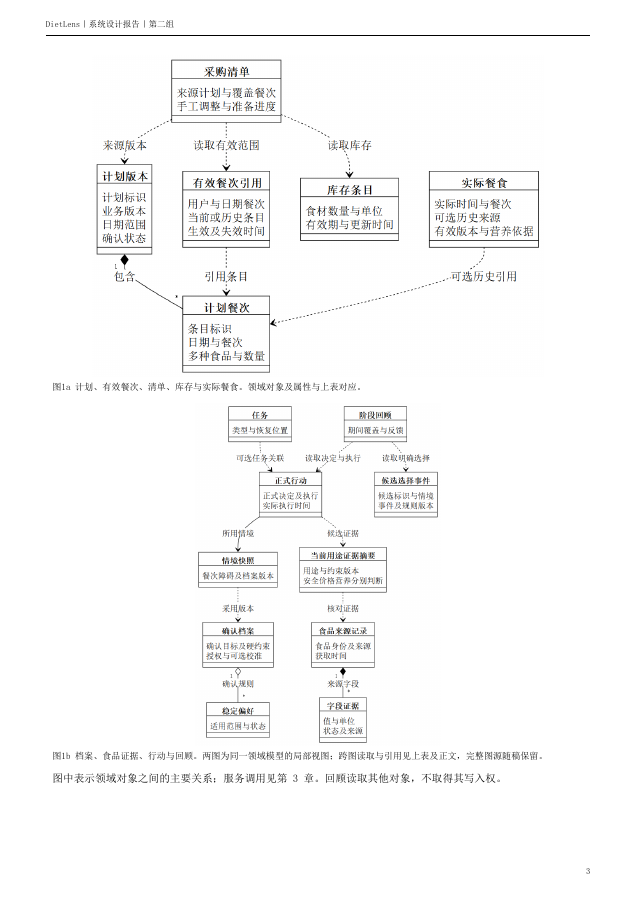 DietLens｜系统设计报告｜第二组
采购清单
来源计划与覆盖餐次
手工调整与准备进度
来源版本
读取有效范围
读取库存
计划版本
计划标识
业务版本
日期范围
确认状态
有效餐次引用
用户与日期餐次
当前或历史条目
生效及失效时间
库存条目
食材数量与单位
有效期与更新时间
实际餐食
实际时间与餐次
可选历史来源
有效版本与营养依据
1
包含
*
引用条目
可选历史引用
计划餐次
条目标识
日期与餐次
多种食品与数量
图1a 计划、有效餐次、清单、库存与实际餐食。领域对象及属性与上表对应。
任务
类型与恢复位置
阶段回顾
期间覆盖与反馈
可选任务关联
读取决定与执行
读取明确选择
正式行动
正式决定及执行
实际执行时间
候选选择事件
候选标识与情境
事件及规则版本
所用情境
候选证据
情境快照
餐次障碍及档案版本
当前用途证据摘要
用途与约束版本
安全价格营养分别判断
采用版本
核对证据
确认档案
确认目标及硬约束
授权与可选校准
食品来源记录
食品身份及来源
获取时间
1
确认规则
*
1
来源字段
*
稳定偏好
适用范围与状态
字段证据
值与单位
状态及来源
图1b 档案、食品证据、行动与回顾。两图为同一领域模型的局部视图；跨图读取与引用见上表及正文，完整图源随稿保留。
图中表示领域对象之间的主要关系；服务调用见第 3 章。回顾读取其他对象，不取得其写入权。
3